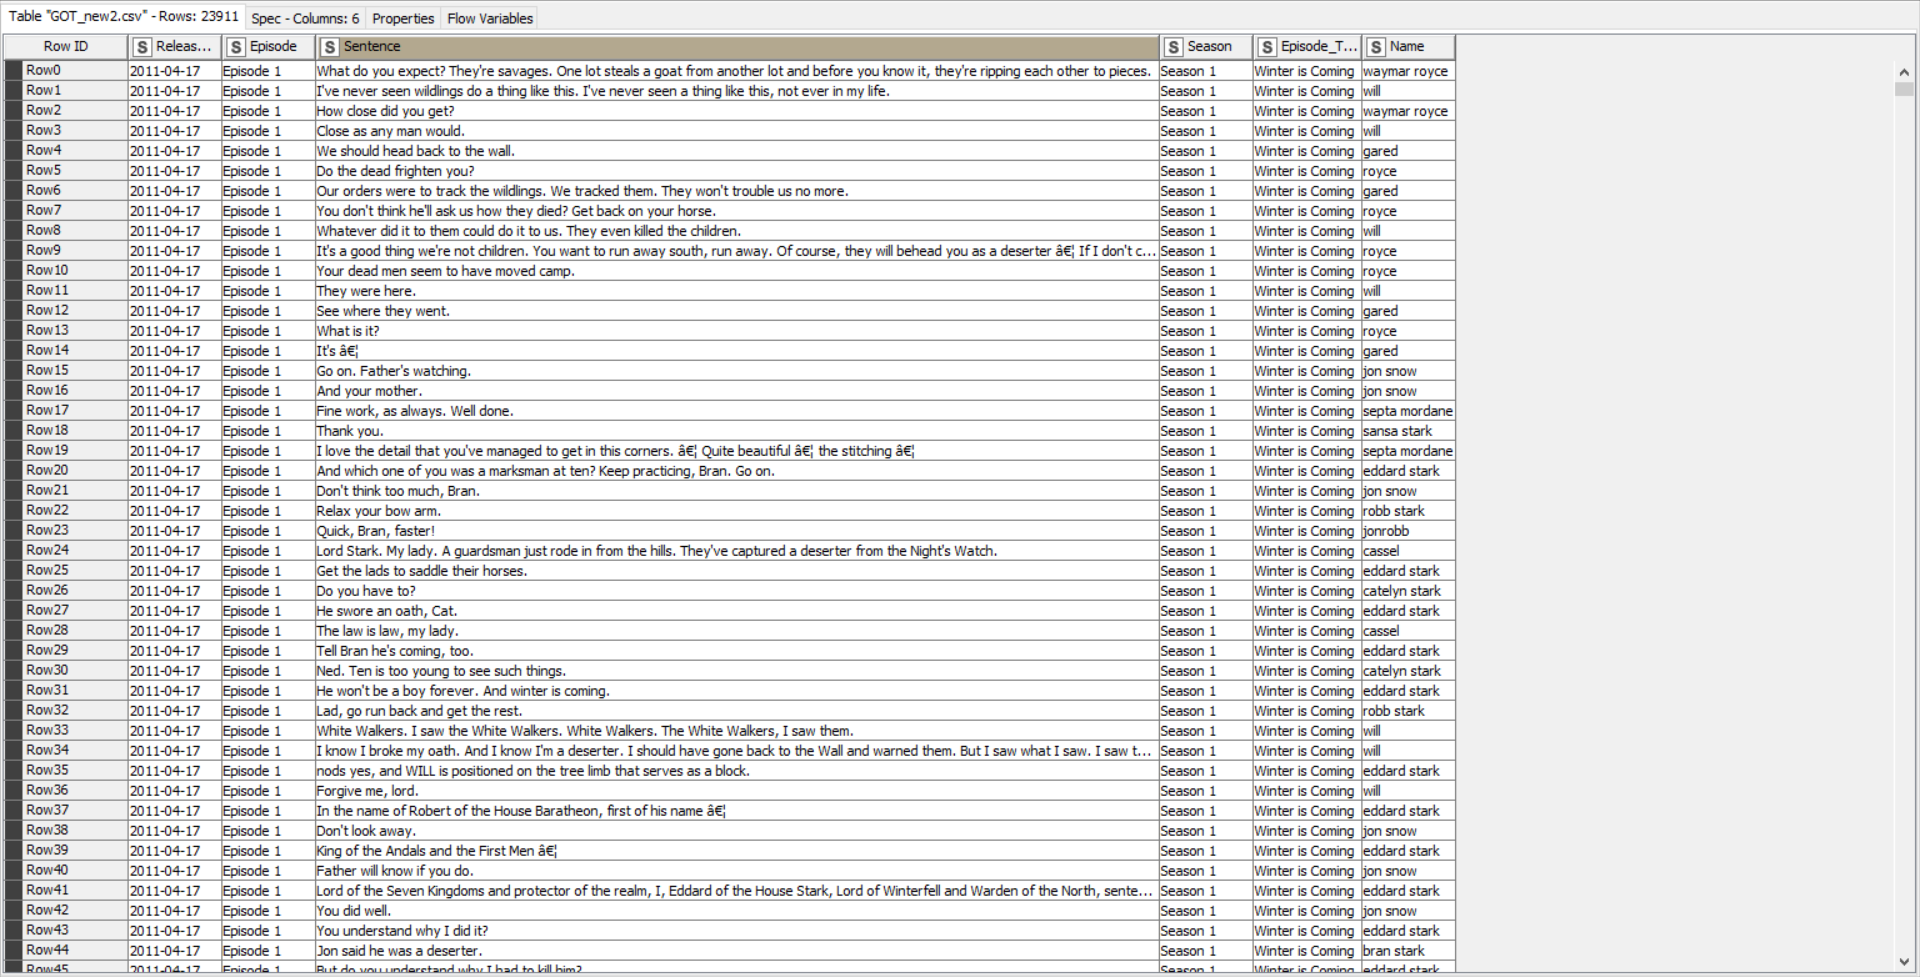 Table "GOT_new2.csv" - Rows: 23911 Spec - Columns: 6 Properties Flow Variables
Row ID S Releas... S Episode S Sentence S Season S Episode_T... S Name
Row0 2011-04-17 Episode 1 What do you expect? They're savages. One lot steals a goat from another lot and before you know it, they're ripping each other to pieces. Season 1 Winter is Coming waymar royce
Row1 2011-04-17 Episode 1 I've never seen wildlings do a thing like this. I've never seen a thing like this, not ever in my life. Season 1 Winter is Coming will
Row2 2011-04-17 Episode 1 How close did you get? Season 1 Winter is Coming waymar royce
Row3 2011-04-17 Episode 1 Close as any man would. Season 1 Winter is Coming will
Row4 2011-04-17 Episode 1 We should head back to the wall. Season 1 Winter is Coming gared
Row5 2011-04-17 Episode 1 Do the dead frighten you? Season 1 Winter is Coming royce
Row6 2011-04-17 Episode 1 Our orders were to track the wildlings. We tracked them. They won't trouble us no more. Season 1 Winter is Coming gared
Row7 2011-04-17 Episode 1 You don't think he'll ask us how they died? Get back on your horse. Season 1 Winter is Coming royce
Row8 2011-04-17 Episode 1 Whatever did it to them could do it to us. They even killed the children. Season 1 Winter is Coming will
Row9 2011-04-17 Episode 1 It's a good thing we're not children. You want to run away south, run away. Of course, they will behead you as a deserter â€¦ If I don't c... Season 1 Winter is Coming royce
Row10 2011-04-17 Episode 1 Your dead men seem to have moved camp. Season 1 Winter is Coming royce
Row11 2011-04-17 Episode 1 They were here. Season 1 Winter is Coming will
Row12 2011-04-17 Episode 1 See where they went. Season 1 Winter is Coming gared
Row13 2011-04-17 Episode 1 What is it? Season 1 Winter is Coming royce
Row14 2011-04-17 Episode 1 It's â€¦ Season 1 Winter is Coming gared
Row15 2011-04-17 Episode 1 Go on. Father's watching. Season 1 Winter is Coming jon snow
Row16 2011-04-17 Episode 1 And your mother. Season 1 Winter is Coming jon snow
Row17 2011-04-17 Episode 1 Fine work, as always. Well done. Season 1 Winter is Coming septa mordane
Row18 2011-04-17 Episode 1 Thank you. Season 1 Winter is Coming sansa stark
Row19 2011-04-17 Episode 1 I love the detail that you've managed to get in this corners. â€¦ Quite beautiful â€¦ the stitching â€¦ Season 1 Winter is Coming septa mordane
Row20 2011-04-17 Episode 1 And which one of you was a marksman at ten? Keep practicing, Bran. Go on. Season 1 Winter is Coming eddard stark
Row21 2011-04-17 Episode 1 Don't think too much, Bran. Season 1 Winter is Coming jon snow
Row22 2011-04-17 Episode 1 Relax your bow arm. Season 1 Winter is Coming robb stark
Row23 2011-04-17 Episode 1 Quick, Bran, faster! Season 1 Winter is Coming jonrobb
Row24 2011-04-17 Episode 1 Lord Stark. My lady. A guardsman just rode in from the hills. They've captured a deserter from the Night's Watch. Season 1 Winter is Coming cassel
Row25 2011-04-17 Episode 1 Get the lads to saddle their horses. Season 1 Winter is Coming eddard stark
Row26 2011-04-17 Episode 1 Do you have to? Season 1 Winter is Coming catelyn stark
Row27 2011-04-17 Episode 1 He swore an oath, Cat. Season 1 Winter is Coming eddard stark
Row28 2011-04-17 Episode 1 The law is law, my lady. Season 1 Winter is Coming cassel
Row29 2011-04-17 Episode 1 Tell Bran he's coming, too. Season 1 Winter is Coming eddard stark
Row30 2011-04-17 Episode 1 Ned. Ten is too young to see such things. Season 1 Winter is Coming catelyn stark
Row31 2011-04-17 Episode 1 He won't be a boy forever. And winter is coming. Season 1 Winter is Coming eddard stark
Row32 2011-04-17 Episode 1 Lad, go run back and get the rest. Season 1 Winter is Coming robb stark
Row33 2011-04-17 Episode 1 White Walkers. I saw the White Walkers. White Walkers. The White Walkers, I saw them. Season 1 Winter is Coming will
Row34 2011-04-17 Episode 1 I know I broke my oath. And I know I'm a deserter. I should have gone back to the Wall and warned them. But I saw what I saw. I saw t... Season 1 Winter is Coming will
Row35 2011-04-17 Episode 1 nods yes, and WILL is positioned on the tree limb that serves as a block. Season 1 Winter is Coming eddard stark
Row36 2011-04-17 Episode 1 Forgive me, lord. Season 1 Winter is Coming will
Row37 2011-04-17 Episode 1 In the name of Robert of the House Baratheon, first of his name â€¦ Season 1 Winter is Coming eddard stark
Row38 2011-04-17 Episode 1 Don't look away. Season 1 Winter is Coming jon snow
Row39 2011-04-17 Episode 1 King of the Andals and the First Men â€¦ Season 1 Winter is Coming eddard stark
Row40 2011-04-17 Episode 1 Father will know if you do. Season 1 Winter is Coming jon snow
Row41 2011-04-17 Episode 1 Lord of the Seven Kingdoms and protector of the realm, I, Eddard of the House Stark, Lord of Winterfell and Warden of the North, sente... Season 1 Winter is Coming eddard stark
Row42 2011-04-17 Episode 1 You did well. Season 1 Winter is Coming jon snow
Row43 2011-04-17 Episode 1 You understand why I did it? Season 1 Winter is Coming eddard stark
Row44 2011-04-17 Episode 1 Jon said he was a deserter. Season 1 Winter is Coming bran stark
Row45 2011-04-17 Episode 1 But do you understand why I had to kill him? Season 1 Winter is Coming eddard stark